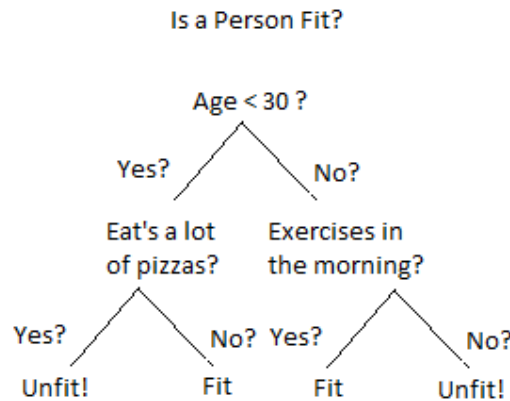 Is a Person Fit?
Age < 30 ?
Yes?
No?
Eat's a lot
of pizzas?
Exercises in
the morning?
Yes?
No?
Yes?
No?
Unfit!
Fit
Fit
Unfit!